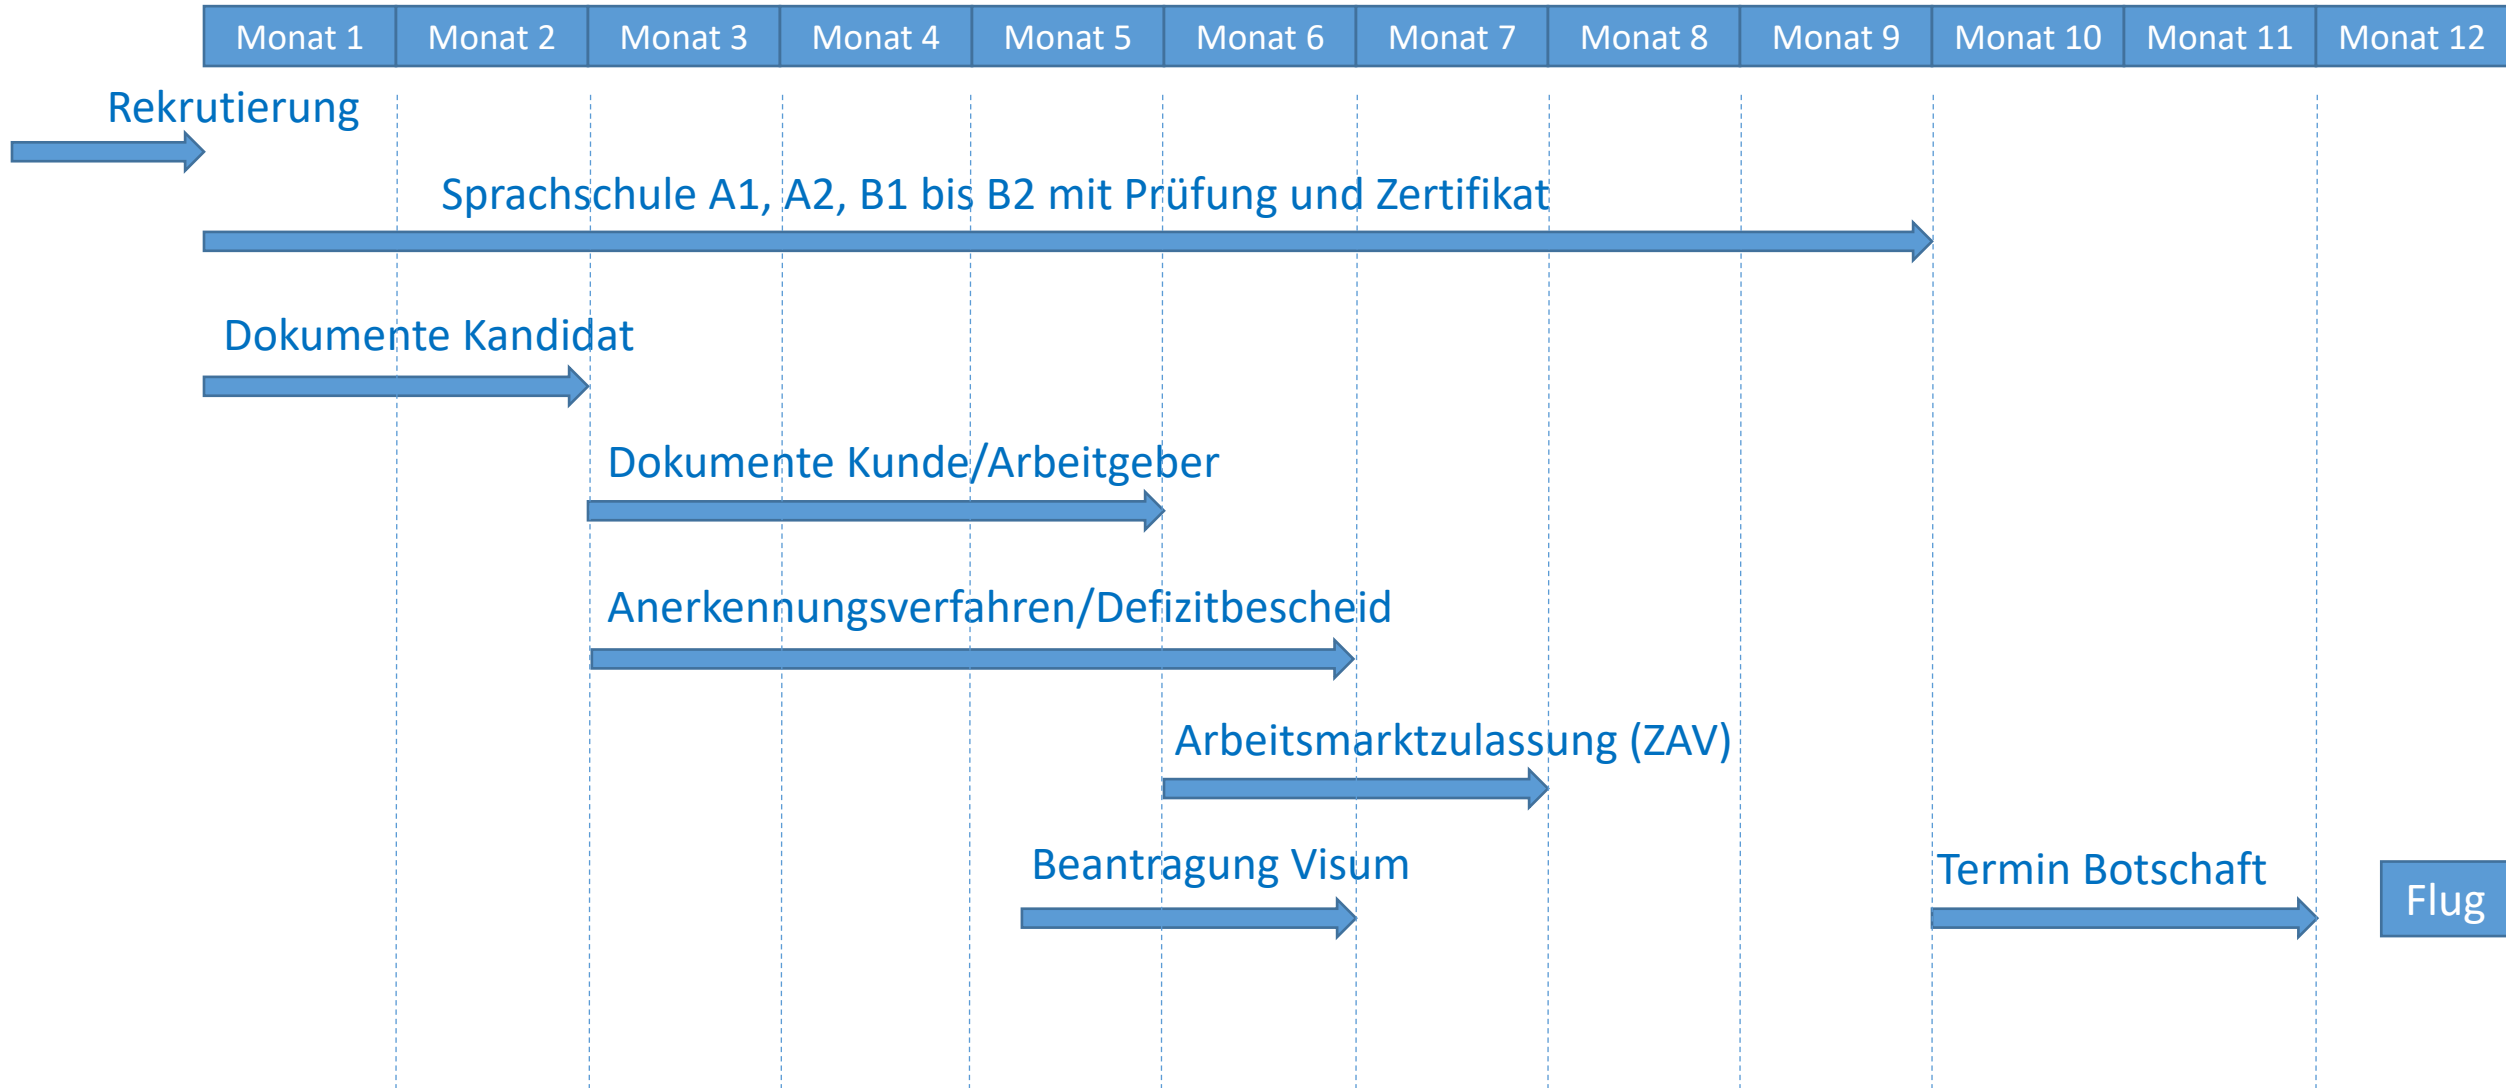 Monat 1 Monat 2 Monat 3 Monat 4 Monat 5 Monat 6 Monat 7 Monat 8 Monat 9 Monat 10 Monat 11 Monat 12
Rekrutierung
Sprachschule A1, A2, B1 bis B2 mit Prüfung und Zertifikat
Dokumente Kandidat
Dokumente Kunde/Arbeitgeber
Anerkennungsverfahren/Defizitbescheid
Arbeitsmarktzulassung (ZAV)
Beantragung Visum
Termin Botschaft
Flug